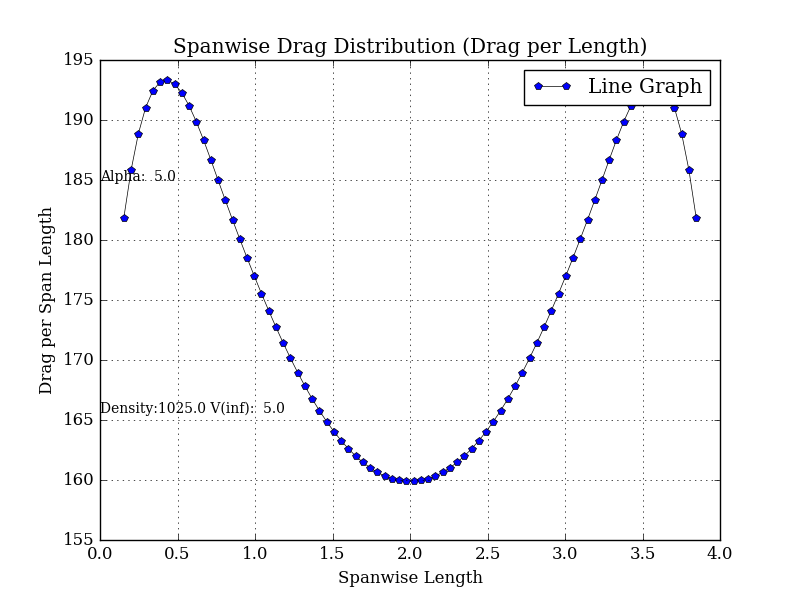 Spanwise Drag Distribution (Drag per Length)
195
Line Graph
190
Alpha:  5.0
185
180
Drag per Span Length
175
170
Density:1025.0 V(inf):  5.0
165
160
155
0.0 0.5 1.0 1.5 2.0 2.5 3.0 3.5 4.0
Spanwise Length